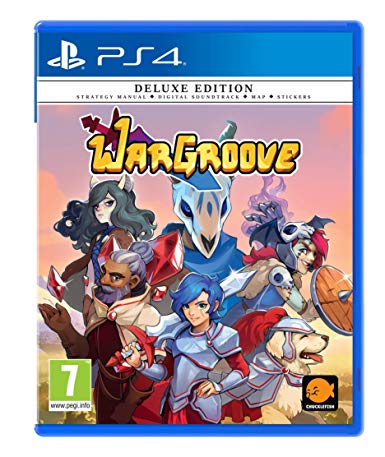 PS4
DELUXE EDITION
STRATEGY MANUAL ◆ DIGITAL SOUNDTRACK ◆ MAP ◆ STICKERS
WARGROOVE
7
www.pegi.info
CHUCKLEFISH